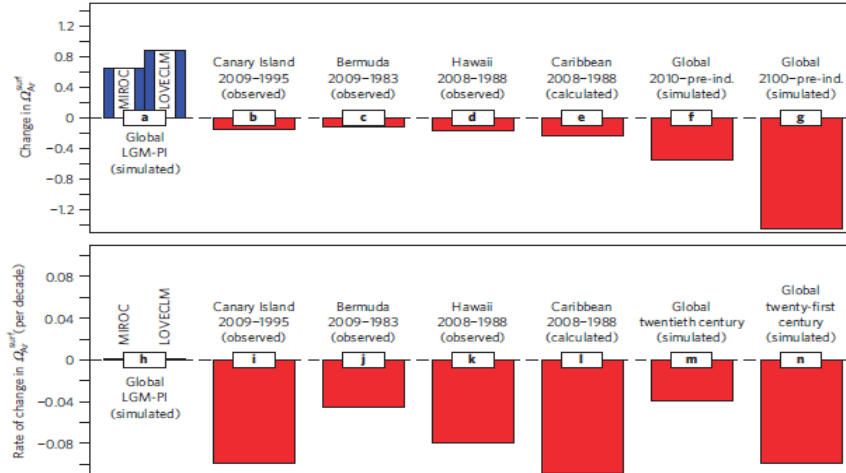 Change in Ω_Ar^surf
1.2
0.8
0.4
0
−0.4
−0.8
−1.2
MIROC
LOVECLM
a
Global
LGM-PI
(simulated)
Canary Island
2009–1995
(observed)
b
Bermuda
2009–1983
(observed)
c
Hawaii
2008–1988
(observed)
d
Caribbean
2008–1988
(calculated)
e
Global
2010–pre-ind.
(simulated)
f
Global
2100–pre-ind.
(simulated)
g
Rate of change in Ω_Ar^surf (per decade)
0.08
0.04
0
−0.04
−0.08
MIROC
LOVECLM
h
Global
LGM-PI
(simulated)
Canary Island
2009–1995
(observed)
i
Bermuda
2009–1983
(observed)
j
Hawaii
2008–1988
(observed)
k
Caribbean
2008–1988
(calculated)
l
Global
twentieth century
(simulated)
m
Global
twenty-first
century
(simulated)
n